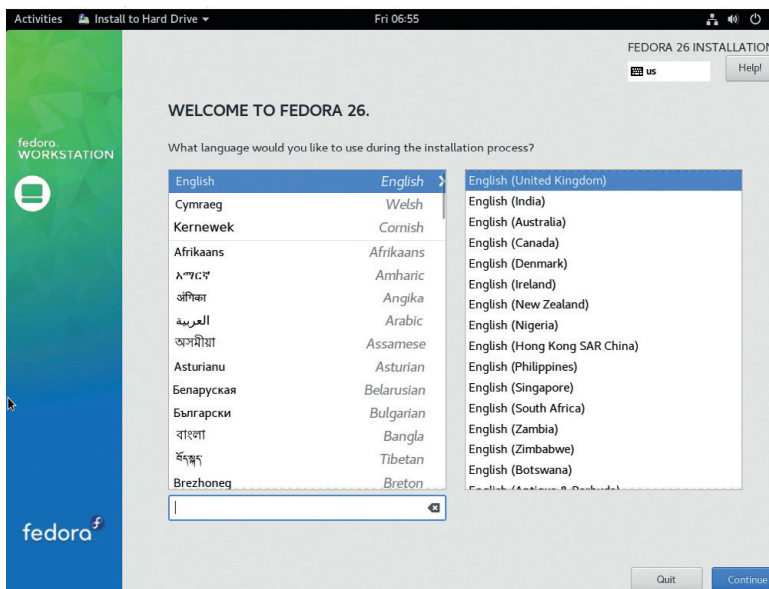 Activities Install to Hard Drive Fri 06:55
FEDORA 26 INSTALLATION
us Help!
WELCOME TO FEDORA 26.
What language would you like to use during the installation process?
fedora.
WORKSTATION
English English
Cymraeg Welsh
Kernewek Cornish
Afrikaans Afrikaans
አማርኛ Amharic
अंगिका Angika
العربية Arabic
অসমীয়া Assamese
Asturianu Asturian
Беларуская Belarusian
Български Bulgarian
বাংলা Bangla
བོད་སྐད་ Tibetan
Brezhoneg Breton
English (United Kingdom)
English (India)
English (Australia)
English (Canada)
English (Denmark)
English (Ireland)
English (New Zealand)
English (Nigeria)
English (Hong Kong SAR China)
English (Philippines)
English (Singapore)
English (South Africa)
English (Zambia)
English (Zimbabwe)
English (Botswana)
English (Antigua & Barbuda)
fedora
Quit Continue